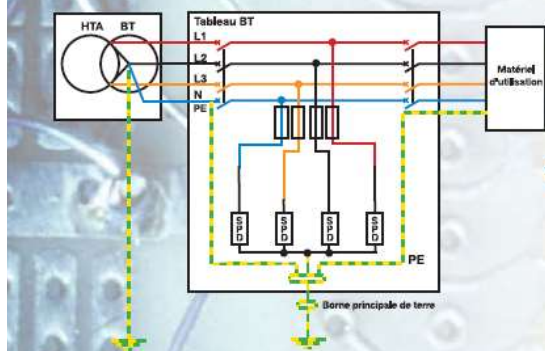 Tableau BT
HTA
BT
L1
L2
L3
N
PE
Matériel
d'utilisation
SPD
SPD
SPD
SPD
PE
Borne principale de terre